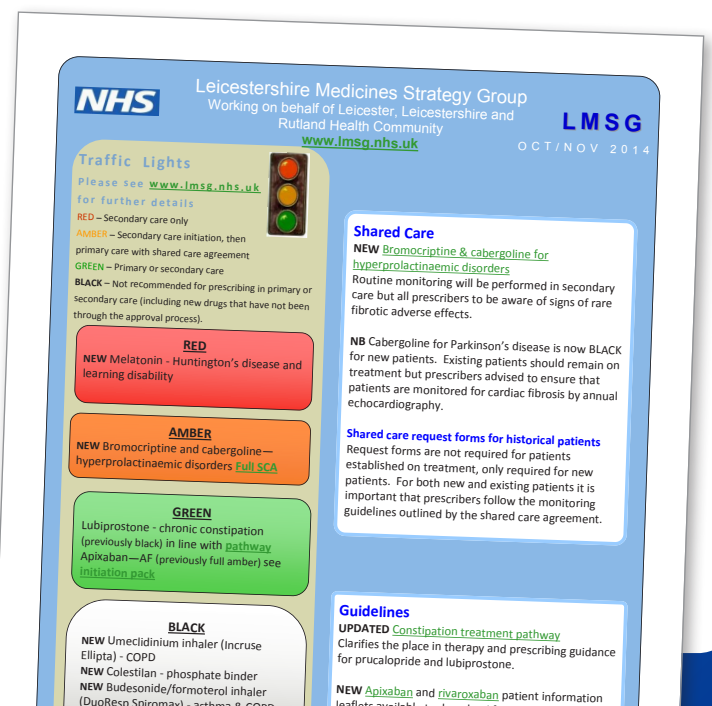 NHS
Leicestershire Medicines Strategy Group
Working on behalf of Leicester, Leicestershire and
Rutland Health Community
www.lmsg.nhs.uk
LMSG
OCT/NOV 2014
Traffic Lights
Please see www.lmsg.nhs.uk
for further details
RED – Secondary care only
AMBER – Secondary care initiation, then
primary care with shared care agreement
GREEN – Primary or secondary care
BLACK – Not recommended for prescribing in primary or
secondary care (including new drugs that have not been
through the approval process).
RED
NEW Melatonin - Huntington's disease and
learning disability
AMBER
NEW Bromocriptine and cabergoline—
hyperprolactinaemic disorders Full SCA
GREEN
Lubiprostone - chronic constipation
(previously black) in line with pathway
Apixaban—AF (previously full amber) see
initiation pack
BLACK
NEW Umeclidinium inhaler (Incruse
Ellipta) - COPD
NEW Colestilan - phosphate binder
NEW Budesonide/formoterol inhaler
(DuoResp Spiromax) - asthma & COPD
Shared Care
NEW Bromocriptine & cabergoline for
hyperprolactinaemic disorders
Routine monitoring will be performed in secondary
care but all prescribers to be aware of signs of rare
fibrotic adverse effects.
NB Cabergoline for Parkinson's disease is now BLACK
for new patients. Existing patients should remain on
treatment but prescribers advised to ensure that
patients are monitored for cardiac fibrosis by annual
echocardiography.
Shared care request forms for historical patients
Request forms are not required for patients
established on treatment, only required for new
patients. For both new and existing patients it is
important that prescribers follow the monitoring
guidelines outlined by the shared care agreement.
Guidelines
UPDATED Constipation treatment pathway
Clarifies the place in therapy and prescribing guidance
for prucalopride and lubiprostone.
NEW Apixaban and rivaroxaban patient information
leaflets available